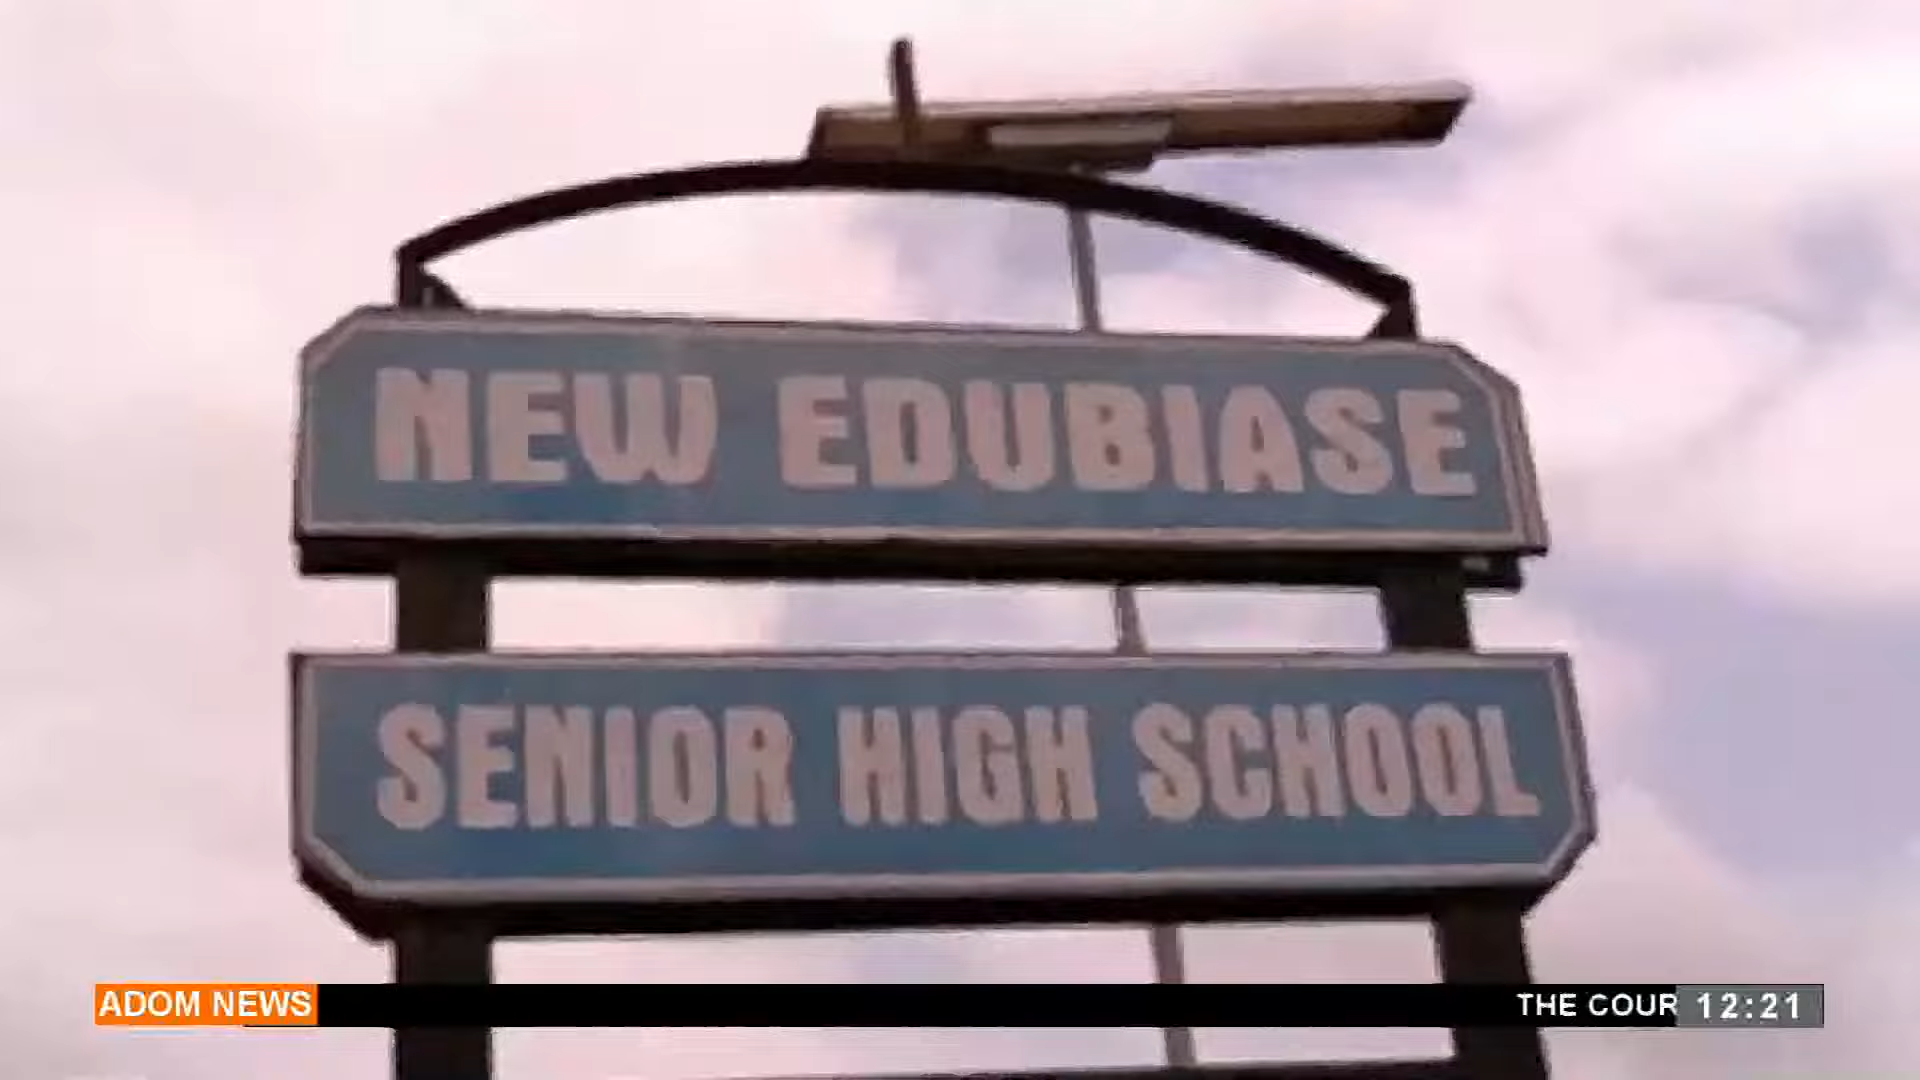 NEW EDUBIASE
SENIOR HIGH SCHOOL
ADOM NEWS
THE COUR
12:21